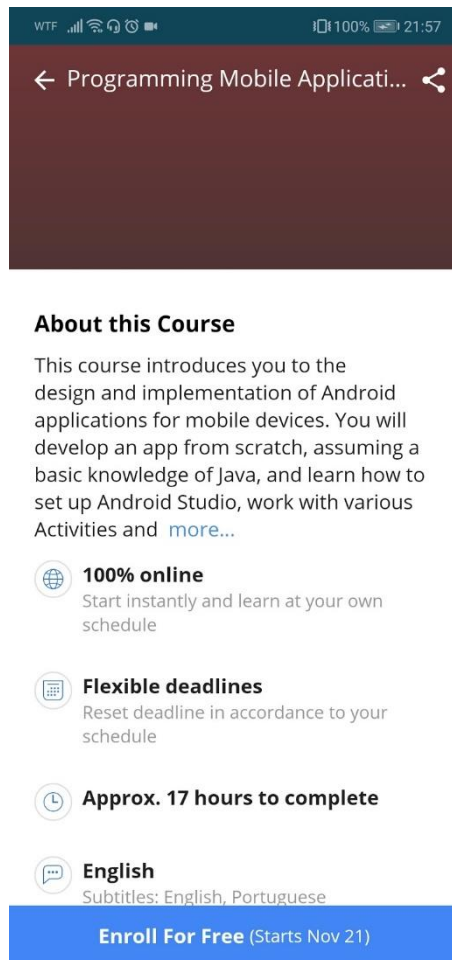 WTF 100% 21:57
Programming Mobile Applicati...
About this Course
This course introduces you to the
design and implementation of Android
applications for mobile devices. You will
develop an app from scratch, assuming a
basic knowledge of Java, and learn how to
set up Android Studio, work with various
Activities and more...
100% online
Start instantly and learn at your own
schedule
Flexible deadlines
Reset deadline in accordance to your
schedule
Approx. 17 hours to complete
English
Subtitles: English, Portuguese
Enroll For Free (Starts Nov 21)